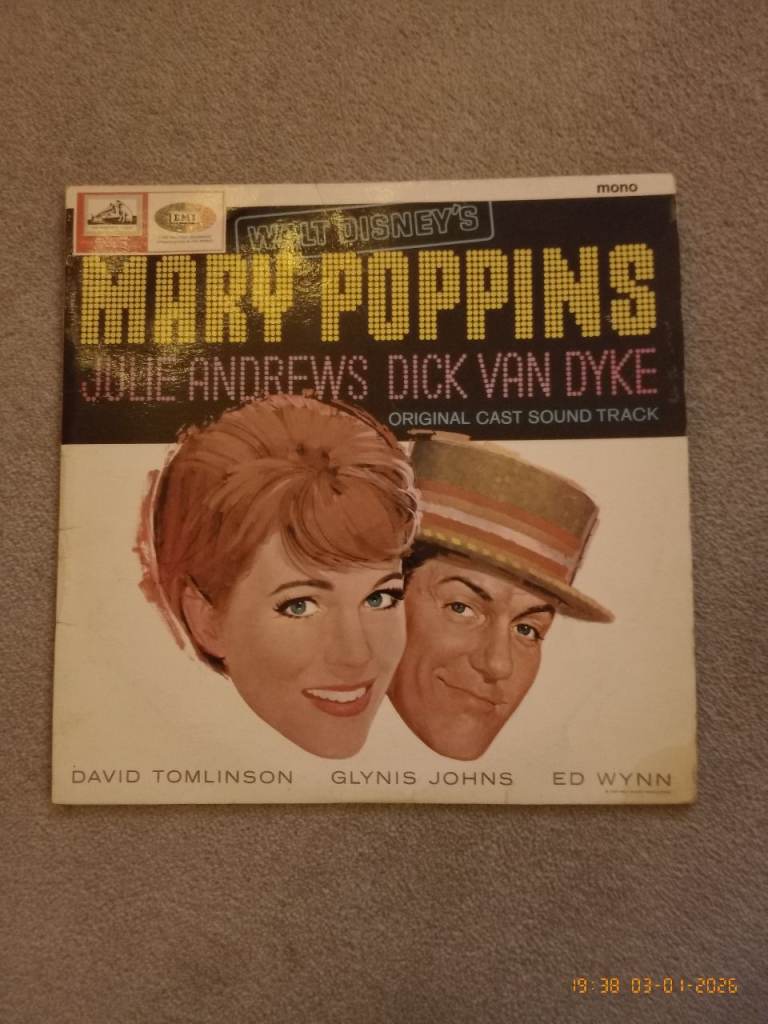 mono
EMI
WALT DISNEY'S
MARY POPPINS
JULIE ANDREWS DICK VAN DYKE
ORIGINAL CAST SOUND TRACK
DAVID TOMLINSON GLYNIS JOHNS ED WYNN
19:38 03-01-2026